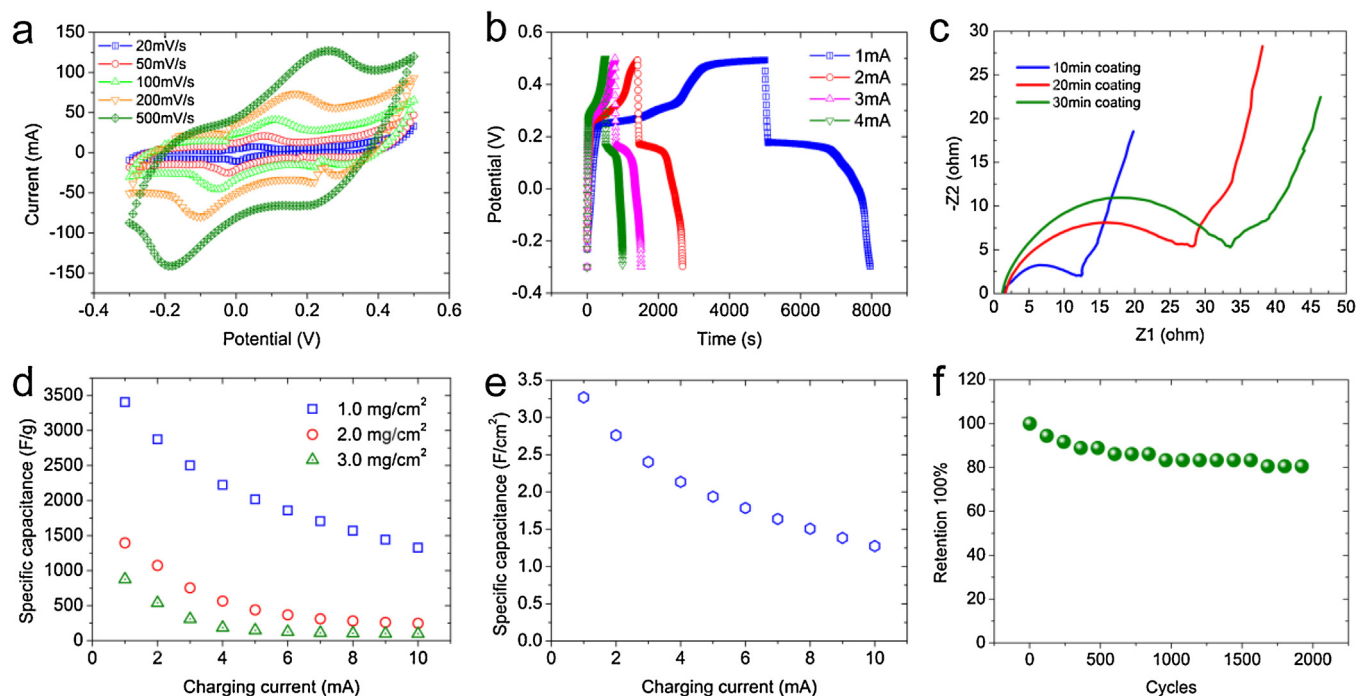 a
20mV/s
50mV/s
100mV/s
200mV/s
500mV/s
Current (mA)
150
100
50
0
-50
-100
-150
-0.4 -0.2 0.0 0.2 0.4 0.6
Potential (V)
b
1mA
2mA
3mA
4mA
Potential (V)
0.6
0.4
0.2
0.0
-0.2
-0.4
0 2000 4000 6000 8000
Time (s)
c
10min coating
20min coating
30min coating
-Z2 (ohm)
30
25
20
15
10
5
0
0 5 10 15 20 25 30 35 40 45 50
Z1 (ohm)
d
1.0 mg/cm²
2.0 mg/cm²
3.0 mg/cm²
Specific capacitance (F/g)
3500
3000
2500
2000
1500
1000
500
0
0 2 4 6 8 10
Charging current (mA)
e
Specific capacitance (F/cm²)
3.5
3.0
2.5
2.0
1.5
1.0
0.5
0.0
0 2 4 6 8 10
Charging current (mA)
f
Retention 100%
120
100
80
60
40
20
0
0 500 1000 1500 2000
Cycles